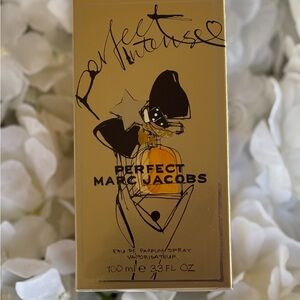 perfect
intense
PERFECT
MARC JACOBS
EAU DE PARFUM SPRAY
VAPORISATEUR
100 ml e 3.3 FL OZ